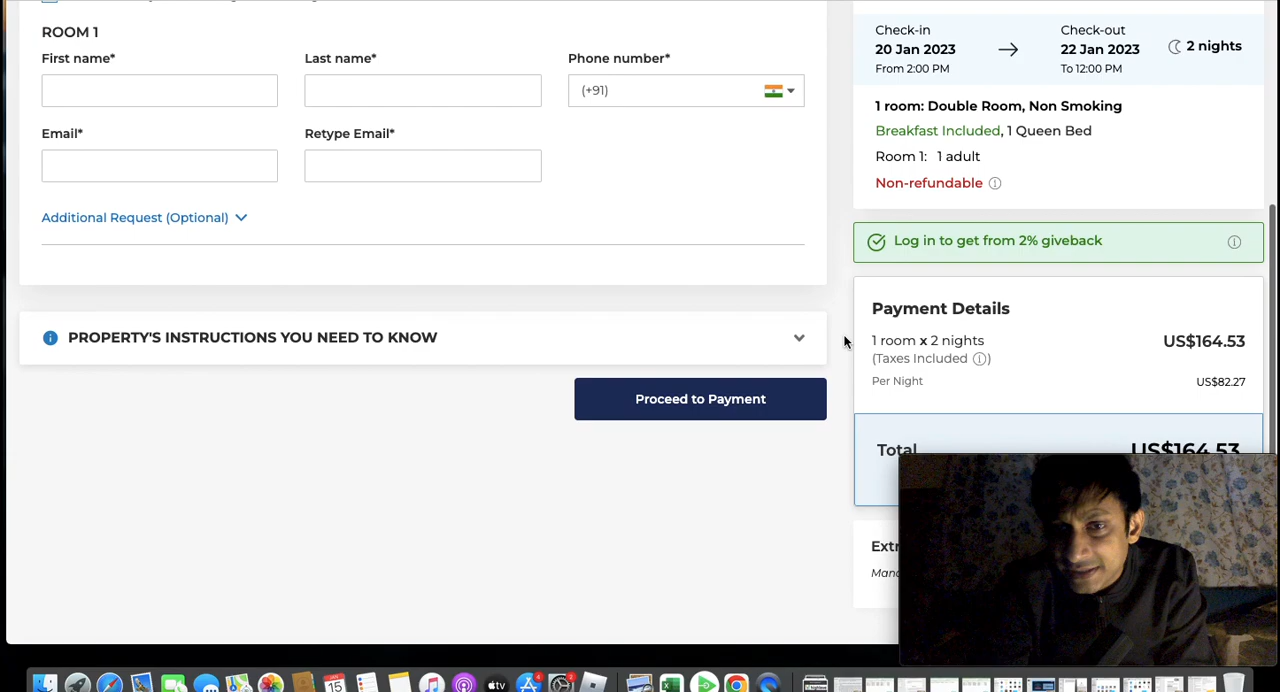 ROOM 1
First name*
Last name*
Phone number*
(+91)
Email*
Retype Email*
Additional Request (Optional)
PROPERTY'S INSTRUCTIONS YOU NEED TO KNOW
Proceed to Payment
Check-in
20 Jan 2023
From 2:00 PM
Check-out
22 Jan 2023
To 12:00 PM
2 nights
1 room: Double Room, Non Smoking
Breakfast Included, 1 Queen Bed
Room 1: 1 adult
Non-refundable
Log in to get from 2% giveback
Payment Details
1 room x 2 nights
US$164.53
(Taxes Included)
Per Night
US$82.27
Total
US$164.53
Extr
Mand
JAN
15
tv